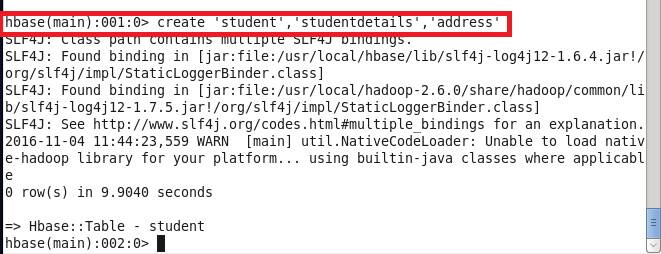 hbase(main):001:0> create 'student','studentdetails','address'
SLF4J: Class path contains multiple SLF4J bindings.
SLF4J: Found binding in [jar:file:/usr/local/hbase/lib/slf4j-log4j12-1.6.4.jar!/
org/slf4j/impl/StaticLoggerBinder.class]
SLF4J: Found binding in [jar:file:/usr/local/hadoop-2.6.0/share/hadoop/common/li
b/slf4j-log4j12-1.7.5.jar!/org/slf4j/impl/StaticLoggerBinder.class]
SLF4J: See http://www.slf4j.org/codes.html#multiple_bindings for an explanation.
2016-11-04 11:44:23,559 WARN  [main] util.NativeCodeLoader: Unable to load nativ
e-hadoop library for your platform... using builtin-java classes where applicabl
e
0 row(s) in 9.9040 seconds
=> Hbase::Table - student
hbase(main):002:0>